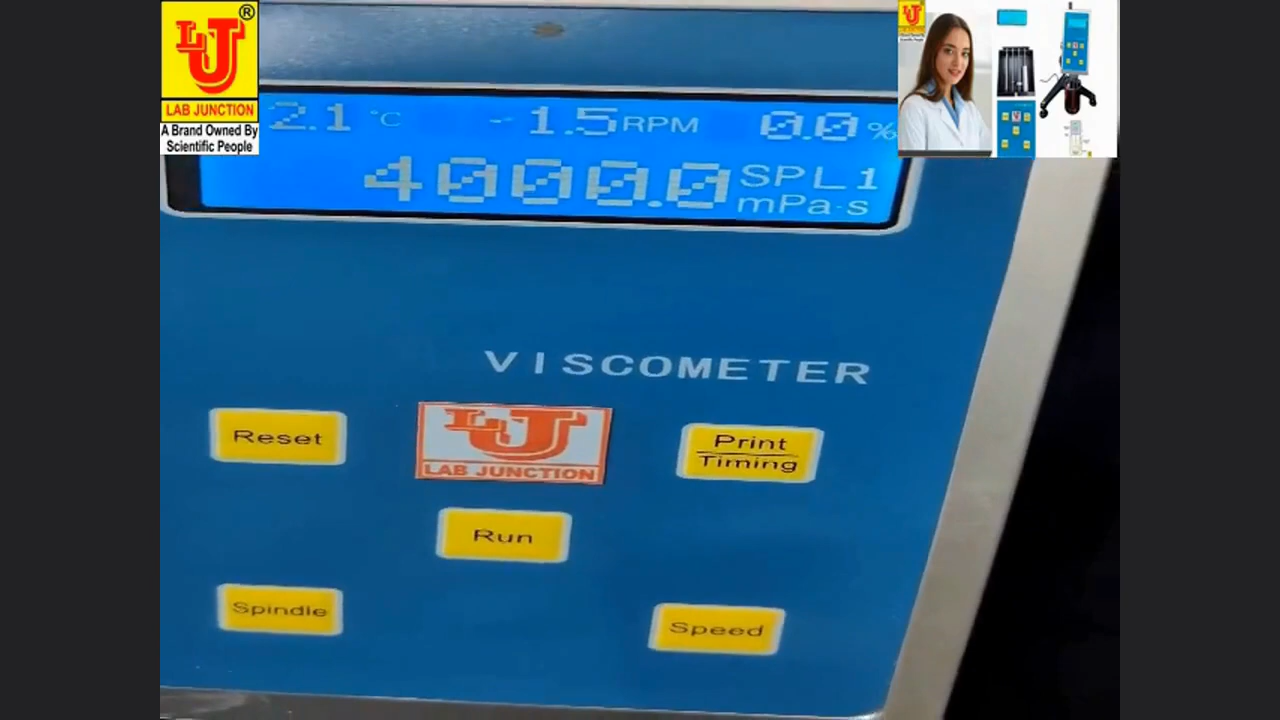 LJ ®
LAB JUNCTION
A Brand Owned By
Scientific People
2.1 °C -- 1.5 RPM 0.0 %
4000.0 SPL1
mPa·s
VISCOMETER
Reset
LJ
LAB JUNCTION
Print
Timing
Run
Spindle
Speed